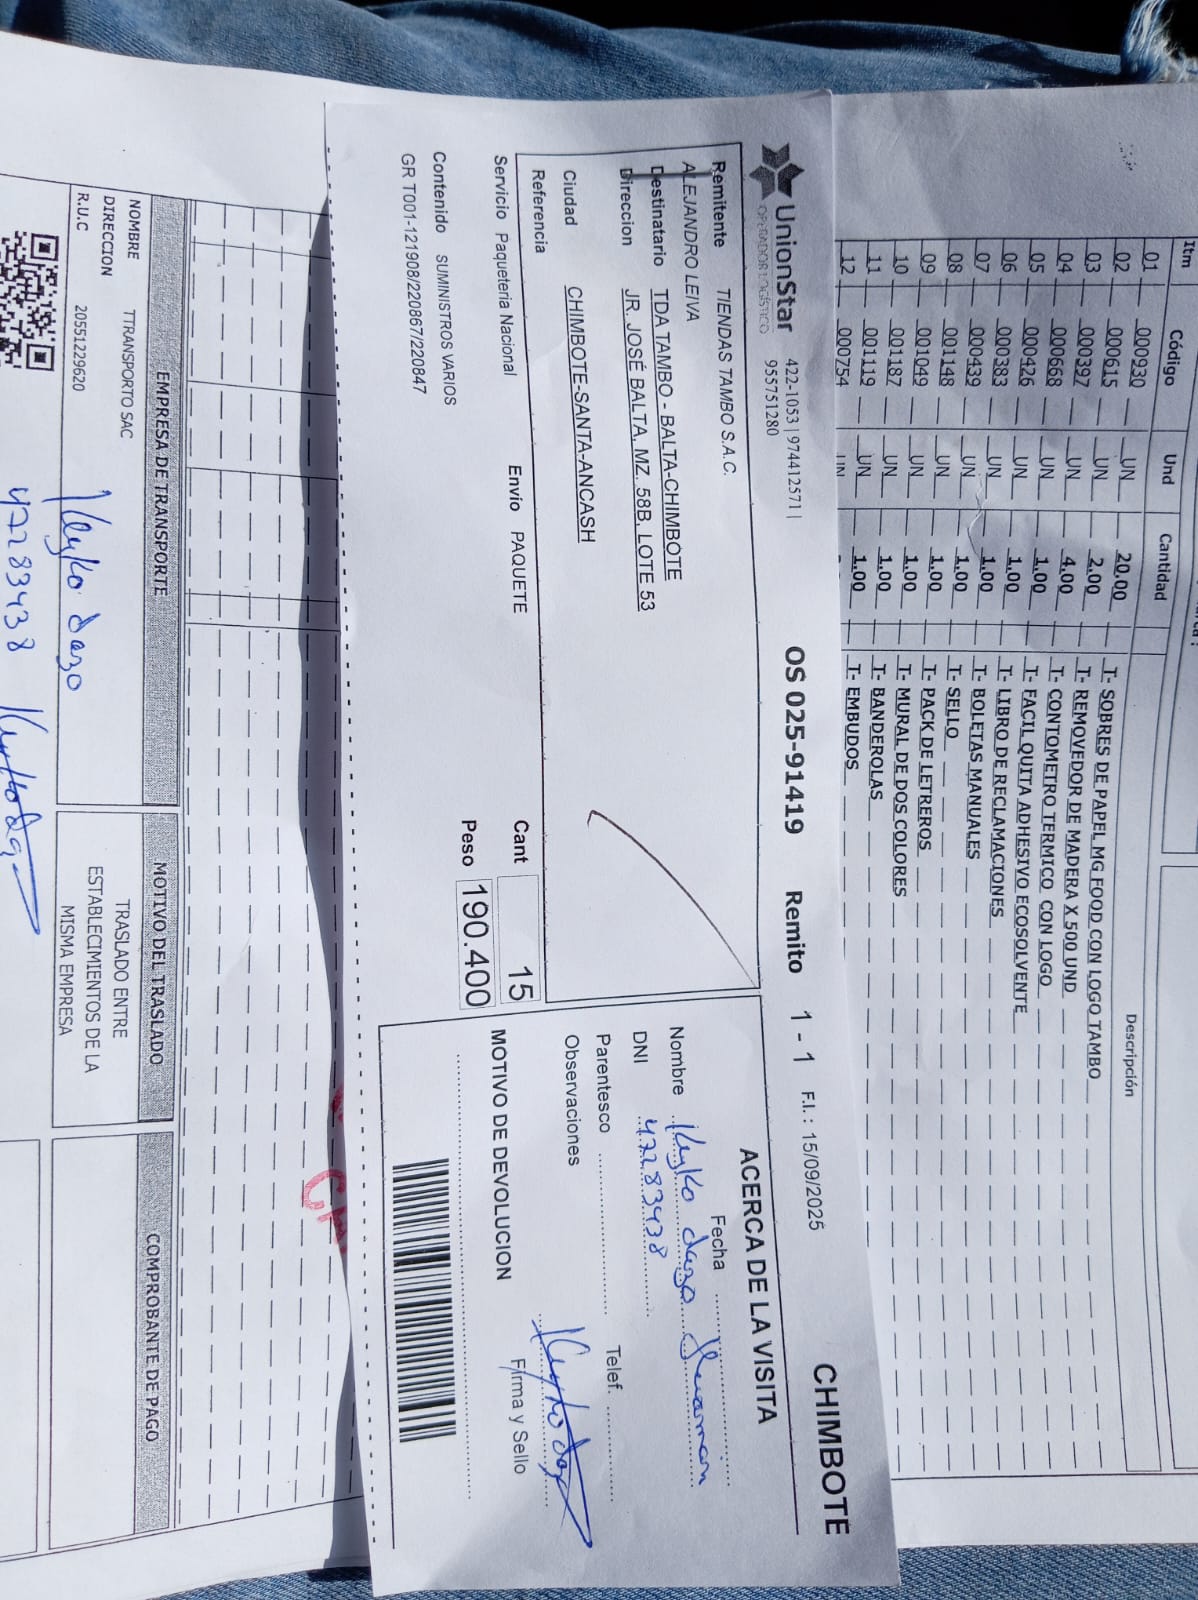 Itm Código Und Cantidad Descripción
01 000930 UN 20.00 T- SOBRES DE PAPEL MG FOOD CON LOGO TAMBO
02 000615 UN 2.00 T- REMOVEDOR DE MADERA X 500 UND
03 000397 UN 4.00 T- CONTOMETRO TERMICO CON LOGO
04 000668 UN 1.00 T- FACIL QUITA ADHESIVO ECOSOLVENTE
05 000426 UN 1.00 T- LIBRO DE RECLAMACIONES
06 000383 UN 1.00 T- BOLETAS MANUALES
07 000439 UN 1.00 T- SELLO
08 001148 UN 1.00 T- PACK DE LETREROS
09 001049 UN 1.00 T- MURAL DE DOS COLORES
10 001187 UN 1.00 T- BANDEROLAS
11 001119 UN 1.00 T- EMBUDOS
12 000754 UN
UnionStar 422-1053 | 974412571 | OS 025-91419 Remito 1 - 1 F.I.: 15/09/2025 CHIMBOTE
OPERADOR LOGÍSTICO 955751280
Remitente TIENDAS TAMBO S.A.C.
ALEJANDRO LEIVA
Destinatario TDA TAMBO - BALTA-CHIMBOTE
Direccion JR. JOSÉ BALTA. MZ. 58B. LOTE 53
Ciudad CHIMBOTE-SANTA-ANCASH
Referencia
Servicio Paqueteria Nacional Envío PAQUETE Cant 15
Peso 190.400
Contenido SUMINISTROS VARIOS
GR T001-121908/220867/220847
ACERCA DE LA VISITA
Fecha
Nombre Keyko dazo Huaman
DNI 47283438
Parentesco Telef.
Observaciones
MOTIVO DE DEVOLUCION Firma y Sello
EMPRESA DE TRANSPORTE MOTIVO DEL TRASLADO COMPROBANTE DE PAGO
NOMBRE TTRANSPORTO SAC
DIRECCION
R.U.C 20551229620
TRASLADO ENTRE
ESTABLECIMIENTOS DE LA
MISMA EMPRESA
Keyko dazo
47283438